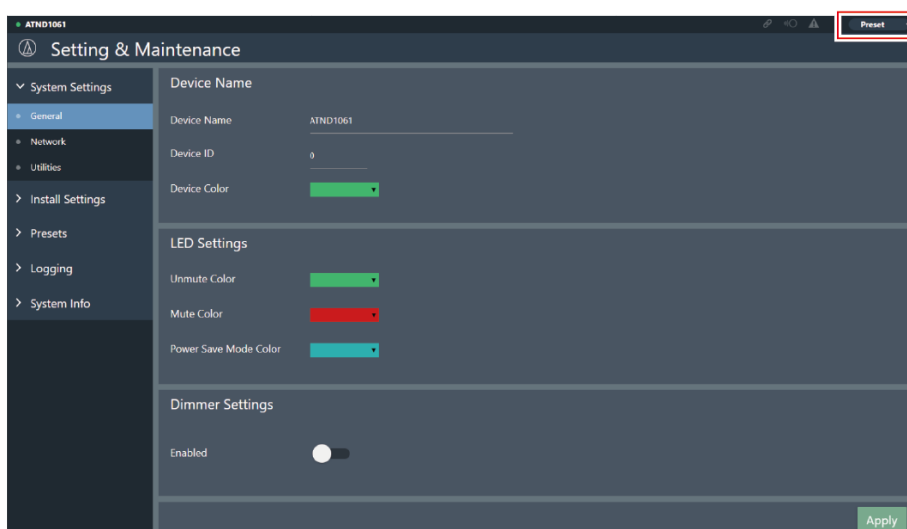 ATND1061
Preset
Setting & Maintenance
System Settings
General
Network
Utilities
Install Settings
Presets
Logging
System Info
Device Name
Device Name
ATND1061
Device ID
0
Device Color
LED Settings
Unmute Color
Mute Color
Power Save Mode Color
Dimmer Settings
Enabled
Apply